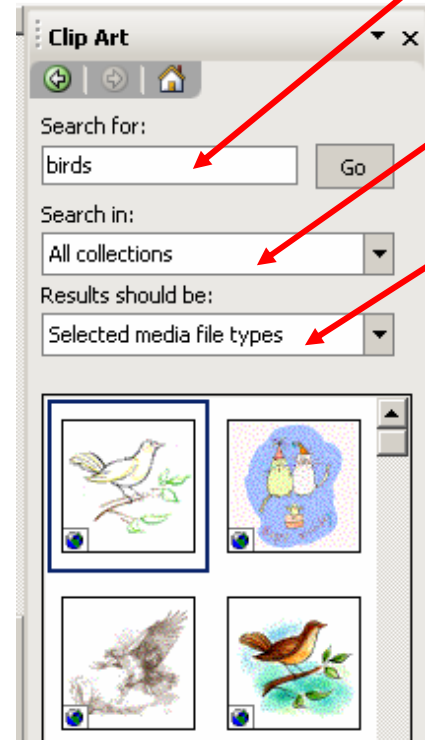 Clip Art
Search for:
birds
Go
Search in:
All collections
Results should be:
Selected media file types